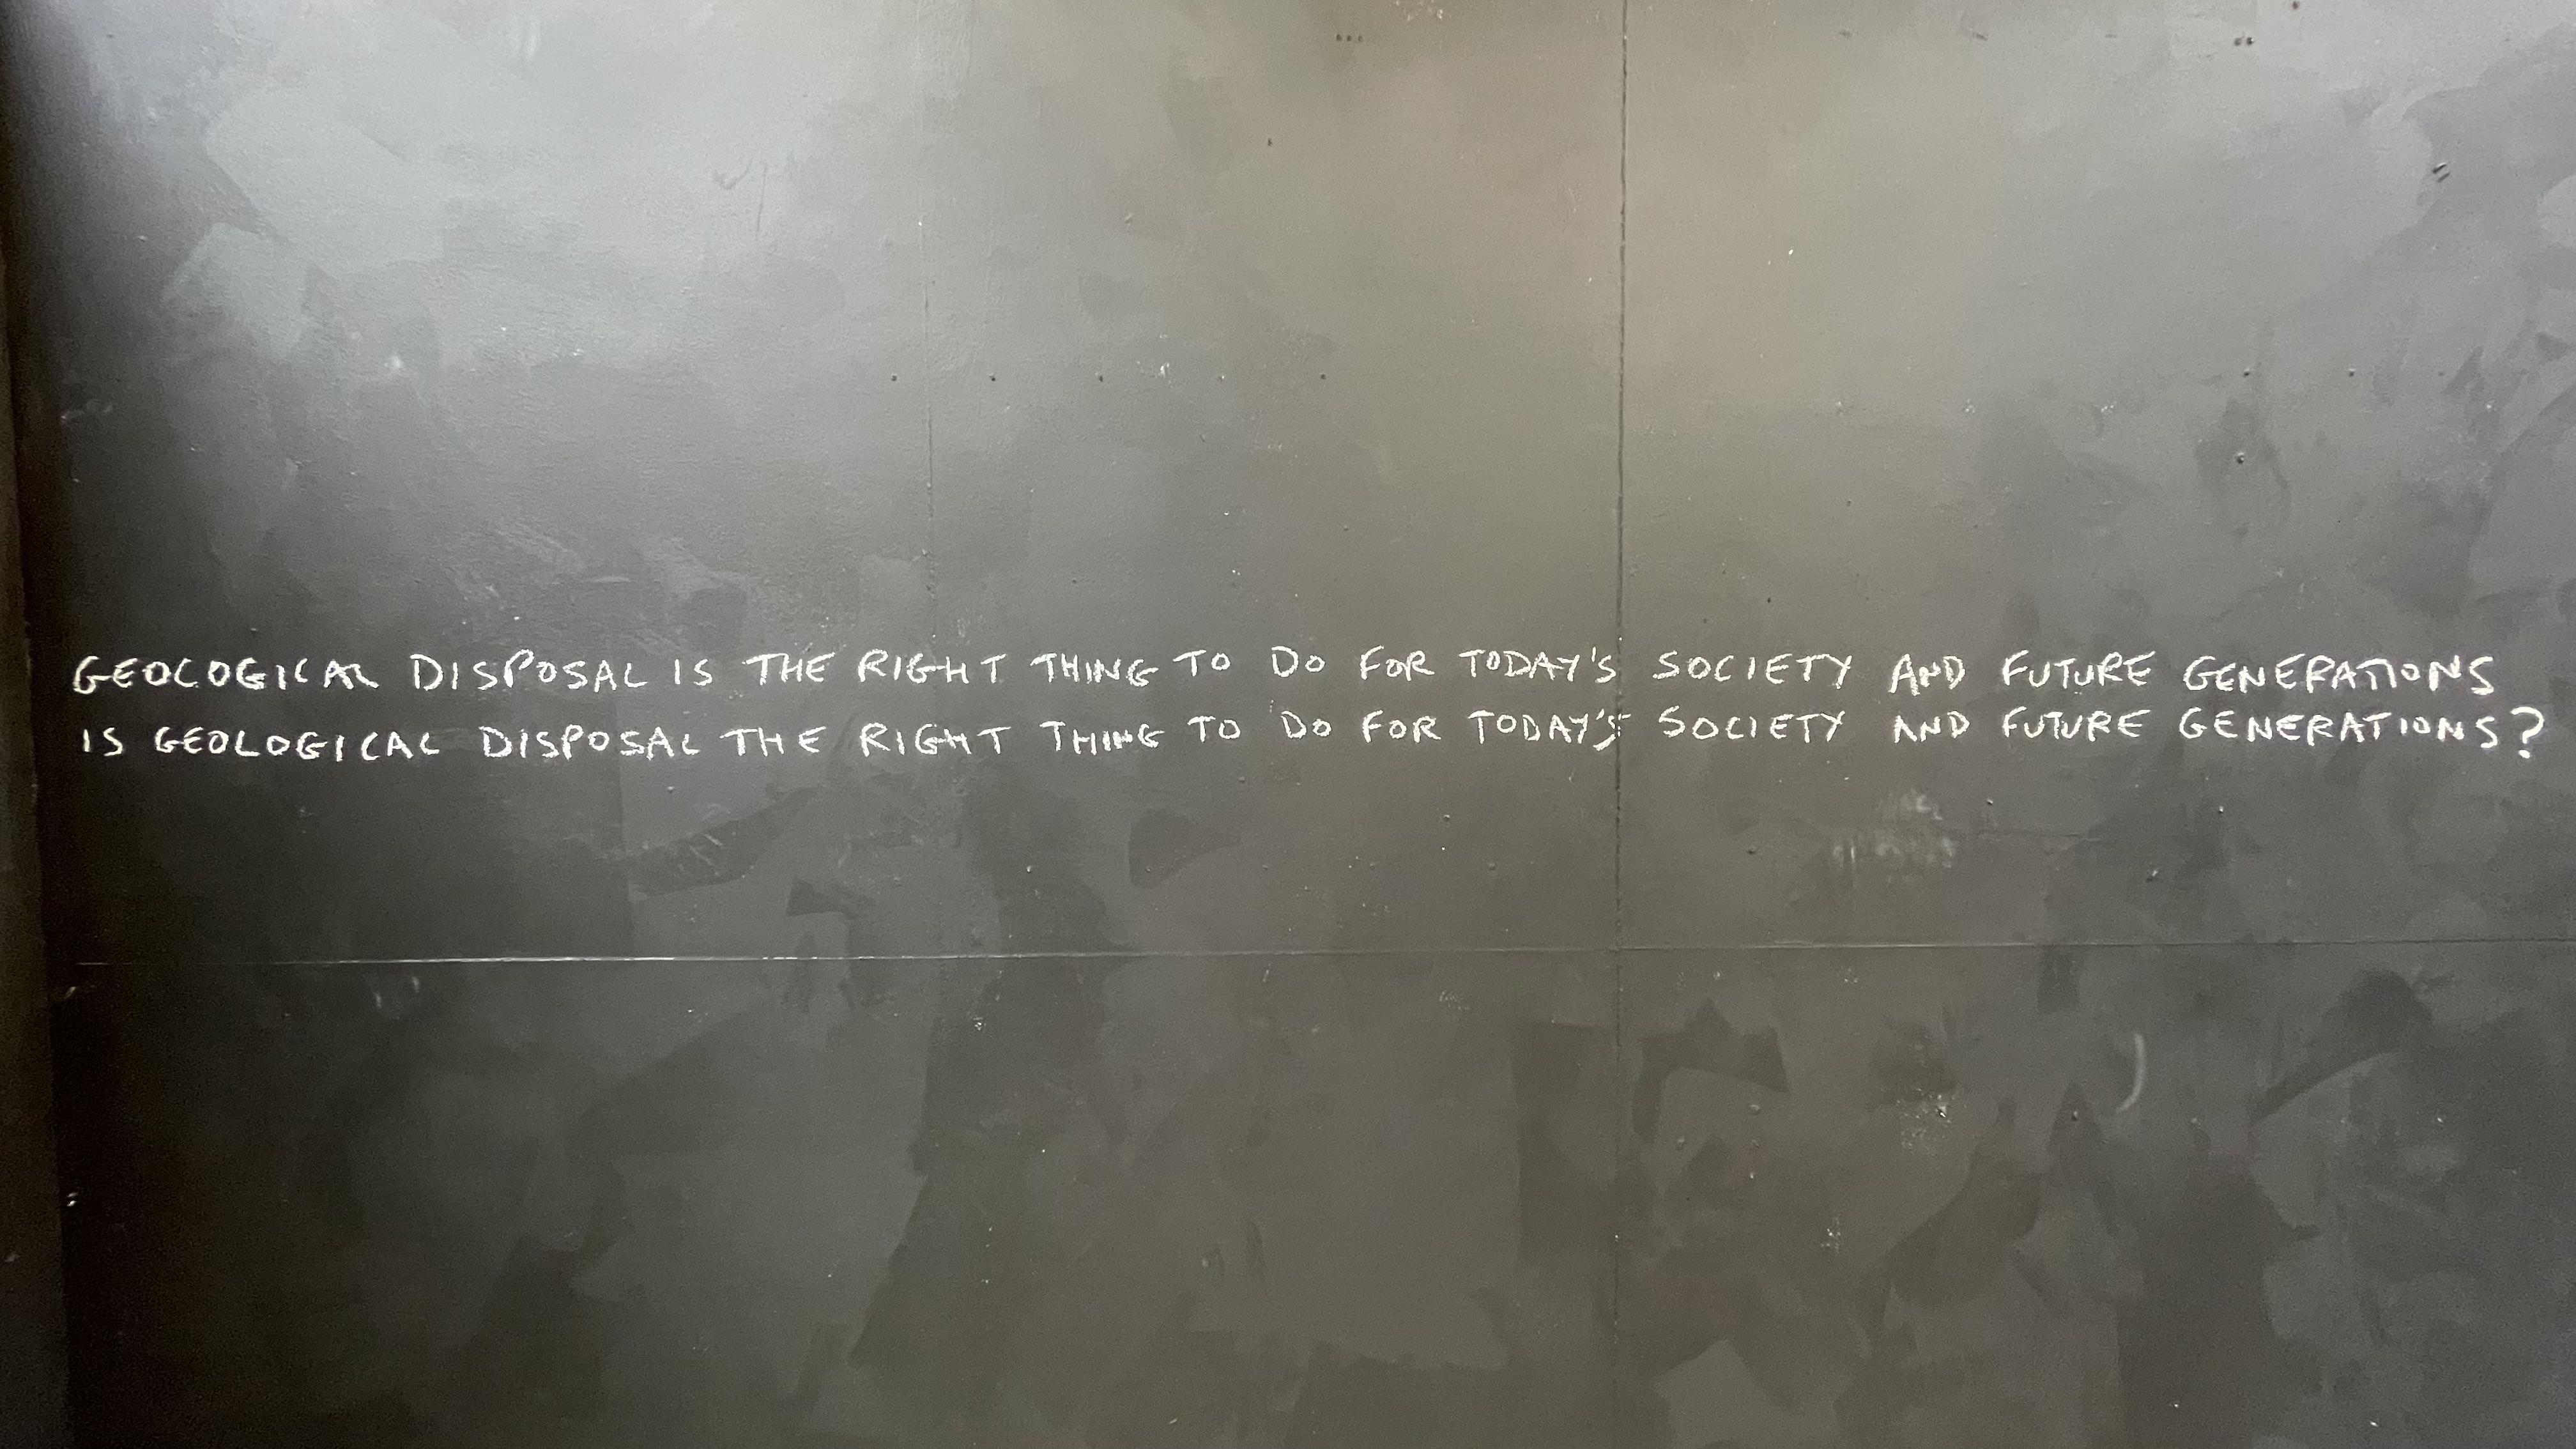 GEOLOGICAL DISPOSAL IS THE RIGHT THING TO DO FOR TODAY'S SOCIETY AND FUTURE GENERATIONS
IS GEOLOGICAL DISPOSAL THE RIGHT THING TO DO FOR TODAY'S SOCIETY AND FUTURE GENERATIONS?